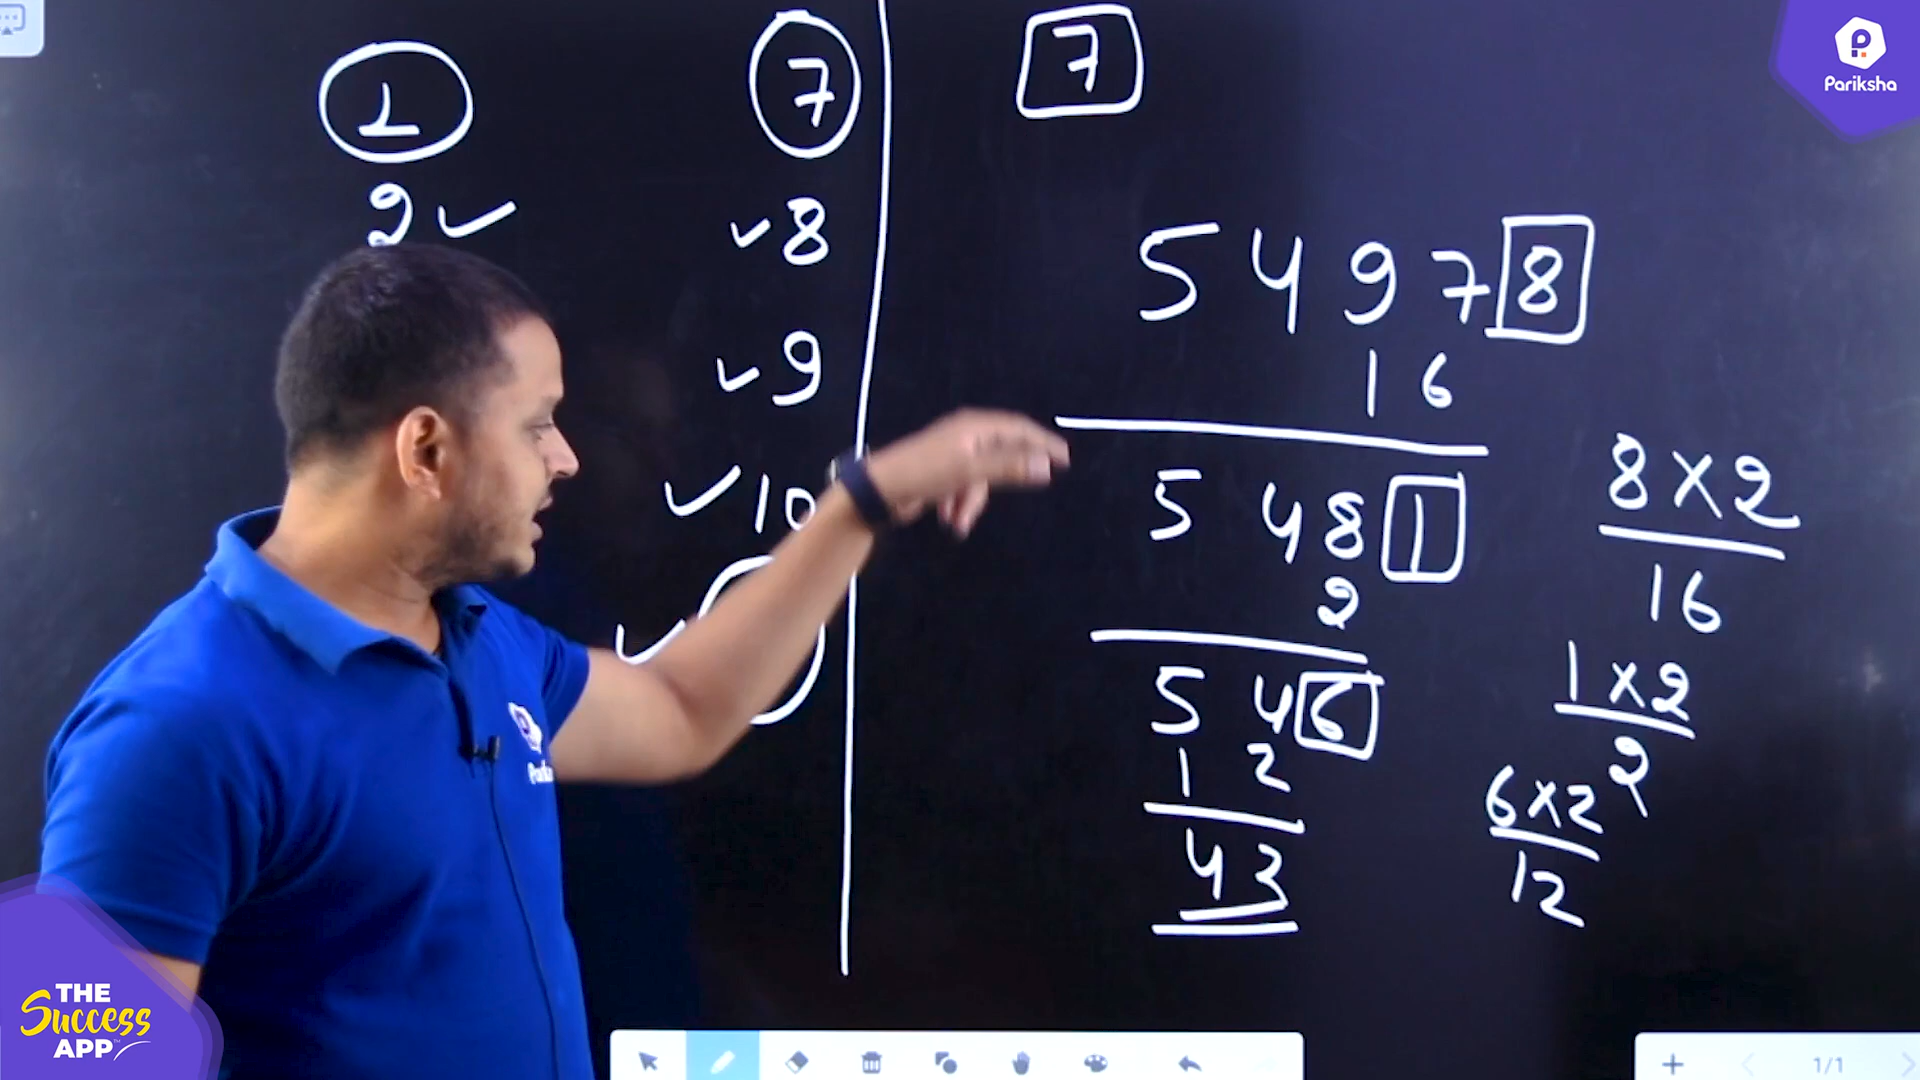 1
2 ✓
7
✓ 8
✓ 9
✓ 10
✓
7
5 4 9 7 8
1 6
5 4 8 1
2
5 4 6
1 2
4 3
8 × 2
16
1 × 2
2
6 × 2
12
Pariksha
THE
Success
APP
1/1